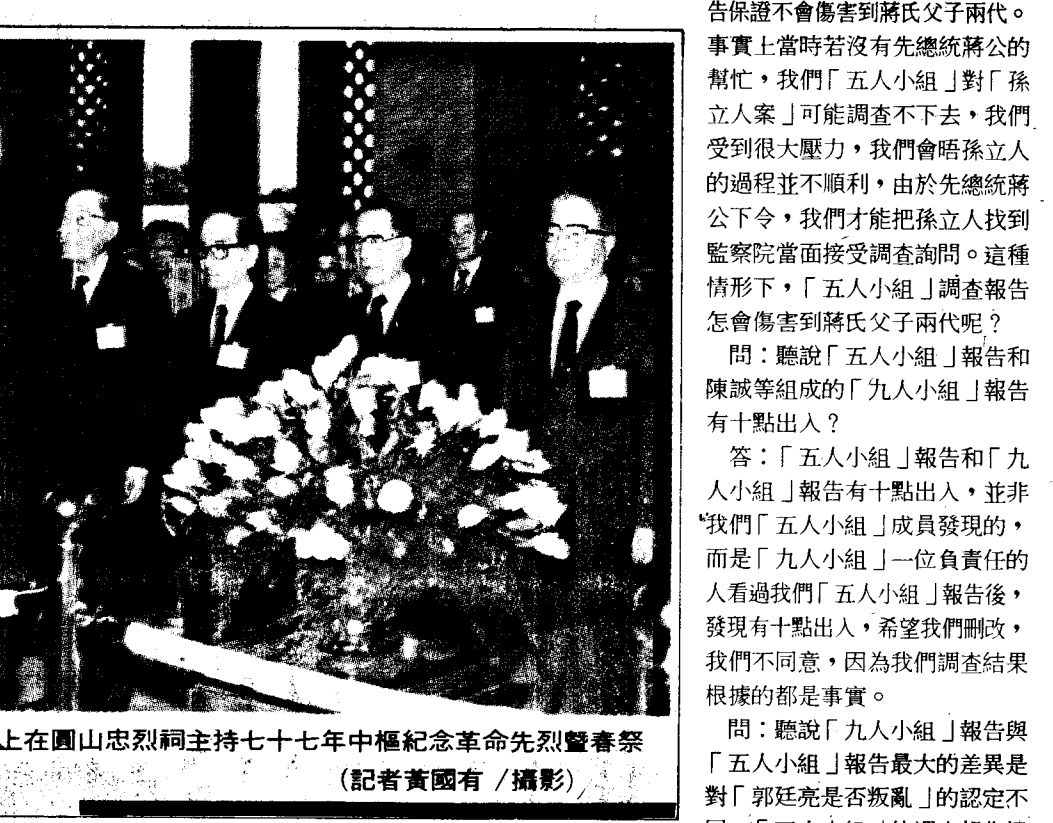 上在圓山忠烈祠主持七十七年中樞紀念革命先烈暨春祭
(記者黃國有／攝影)
告保證不會傷害到蔣氏父子兩代。
事實上當時若沒有先總統蔣公的
幫忙，我們「五人小組」對「孫
立人案」可能調查不下去，我們
受到很大壓力，我們會晤孫立人
的過程並不順利，由於先總統蔣
公下令，我們才能把孫立人找到
監察院當面接受調查詢問。這種
情形下，「五人小組」調查報告
怎會傷害到蔣氏父子兩代呢？
問：聽說「五人小組」報告和
陳誠等組成的「九人小組」報告
有十點出入？
答：「五人小組」報告和「九
人小組」報告有十點出入，並非
我們「五人小組」成員發現的，
而是「九人小組」一位負責任的
人看過我們「五人小組」報告後，
發現有十點出入，希望我們刪改，
我們不同意，因為我們調查結果
根據的都是事實。
問：聽說「九人小組」報告與
「五人小組」報告最大的差異是
對「郭廷亮是否叛亂」的認定不